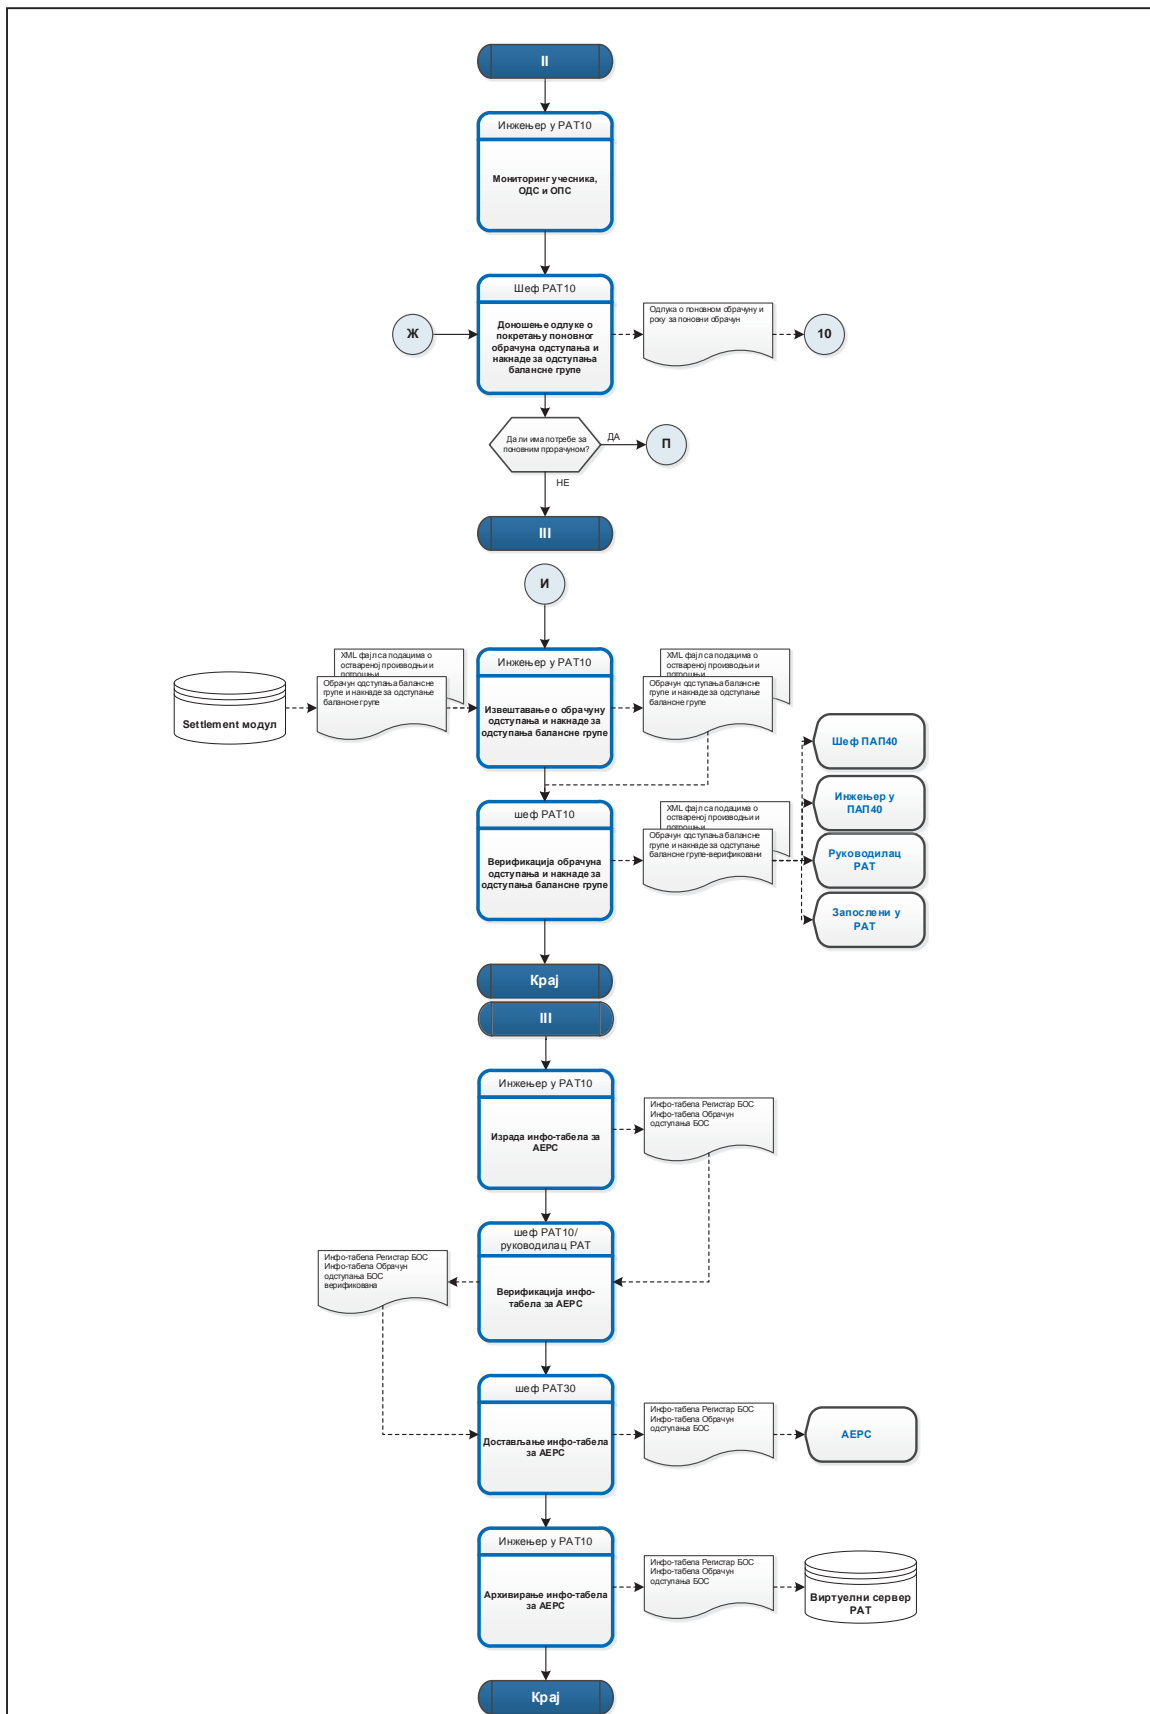 II
Инжењер у РАТ10
Мониторинг учесника,
ОДС и ОПС
Шеф РАТ10
Доношење одлуке о
покретању поновног
обрачуна одступања и
накнаде за одступања
балансне групе
Ж
Одлука о поновном обрачуну и
року за поновни обрачун
10
Да ли има потребе за
поновним прорачуном?
ДА
П
НЕ
III
И
Settlement модул
XML фајл са подацима о
оствареној производњи и
потрошњи
Обрачун одступања балансне
групе и накнаде за одступање
балансне групе
Инжењер у РАТ10
Извештавање о обрачуну
одступања и накнаде за
одступања балансне групе
XML фајл са подацима о
оствареној производњи и
потрошњи
Обрачун одступања балансне
групе и накнаде за одступање
балансне групе
шеф РАТ10
Верификација обрачуна
одступања и накнаде за
одступања балансне групе
XML фајл са подацима о
оствареној производњи и
потрошњи
Обрачун одступања балансне
групе и накнаде за одступање
балансне групе-верификовани
Шеф ПАП40
Инжењер у
ПАП40
Руководилац
РАТ
Запослени у
РАТ
Крај
III
Инжењер у РАТ10
Израда инфо-табела за
АЕРС
Инфо-табела Регистар БОС
Инфо-табела Обрачун
одступања БОС
шеф РАТ10/
руководилац РАТ
Верификација инфо-
табела за АЕРС
Инфо-табела Регистар БОС
Инфо-табела Обрачун
одступања БОС
верификована
шеф РАТ30
Достављање инфо-табела
за АЕРС
Инфо-табела Регистар БОС
Инфо-табела Обрачун
одступања БОС
АЕРС
Инжењер у РАТ10
Архивирање инфо-табела
за АЕРС
Инфо-табела Регистар БОС
Инфо-табела Обрачун
одступања БОС
Виртуелни сервер
РАТ
Крај